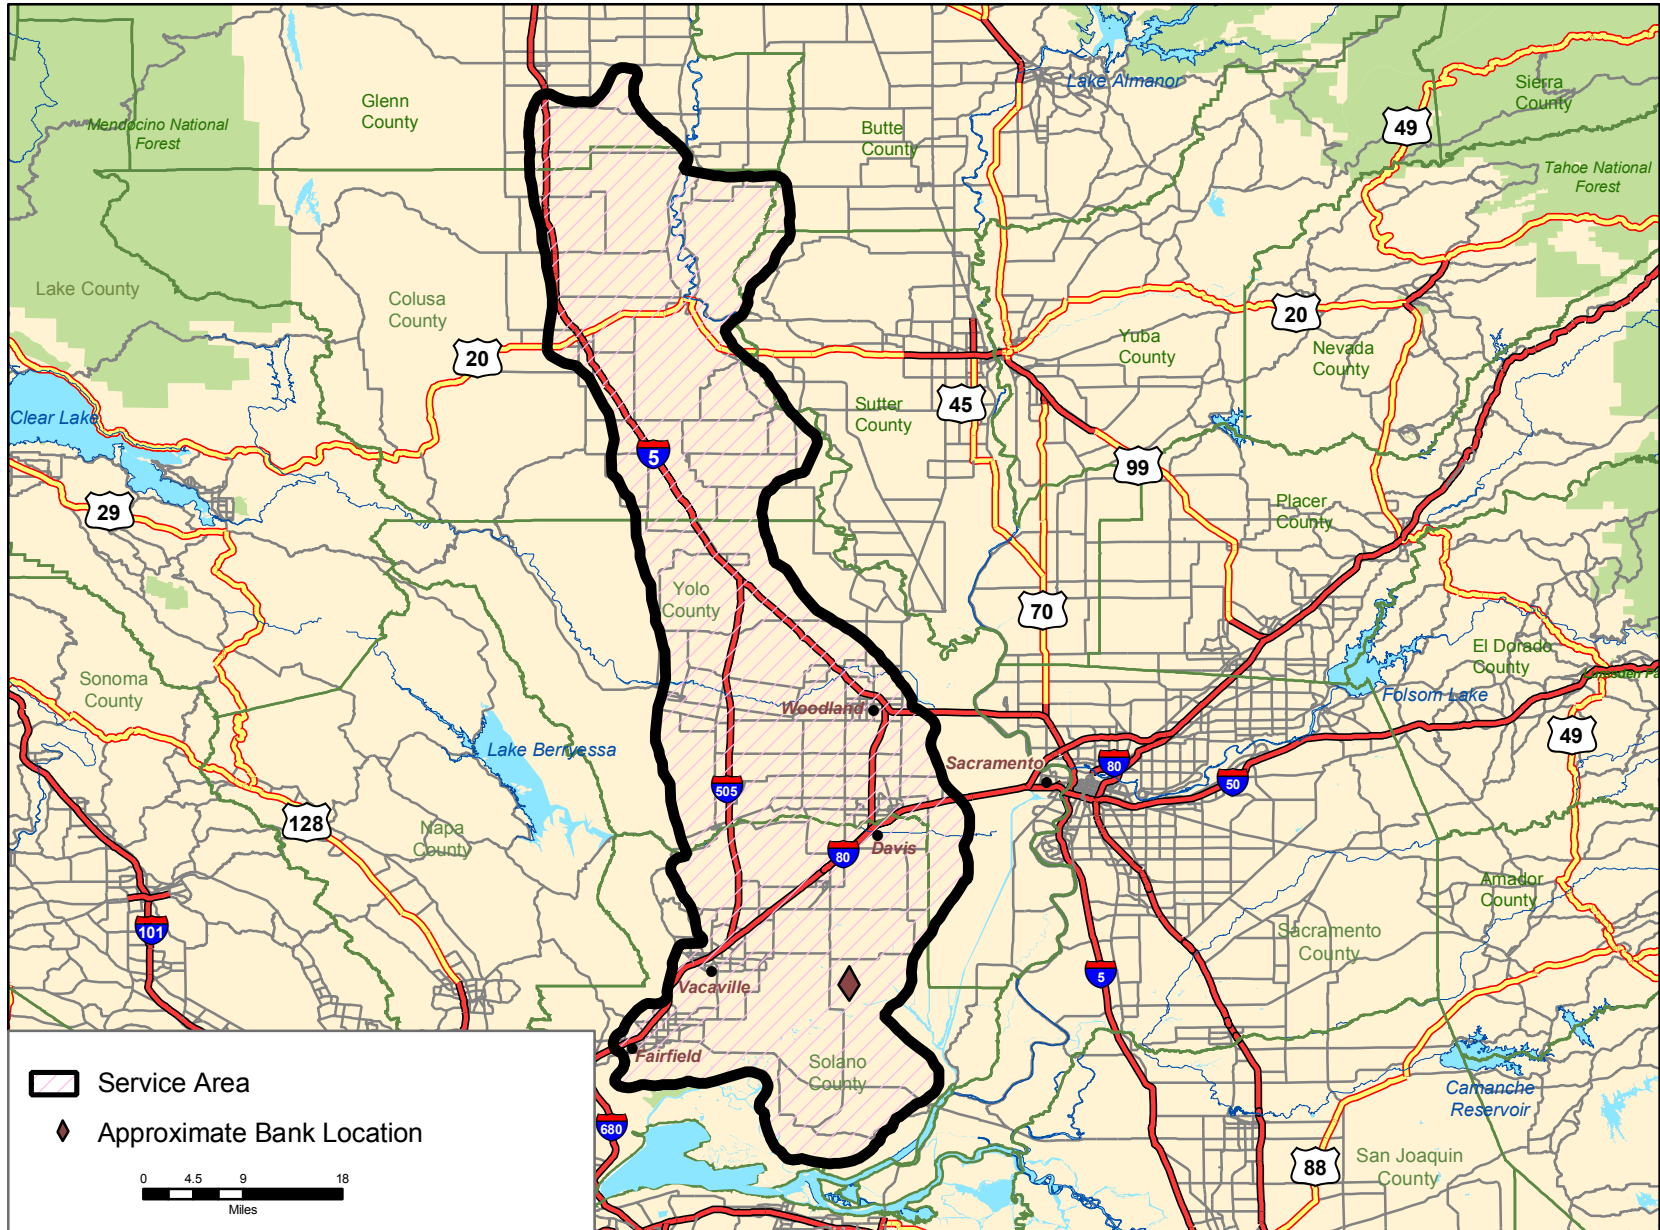 Glenn
County
Mendocino National
Forest
Butte
County
Lake Almanor
Sierra
County
49
Tahoe National
Forest
Lake County
Colusa
County
20
20
Yuba
County
Nevada
County
Clear Lake
45
Sutter
County
5
99
29
Placer
County
Yolo
County
70
El Dorado
County
Sonoma
County
Folsom Lake
Woodland
49
Lake Berryessa
Sacramento
80
50
505
128
Napa
County
80
Davis
Amador
County
101
Sacramento
County
5
Vacaville
Fairfield
Solano
County
Camanche
Reservoir
680
88
San Joaquin
County
Service Area
Approximate Bank Location
0 4.5 9 18
Miles